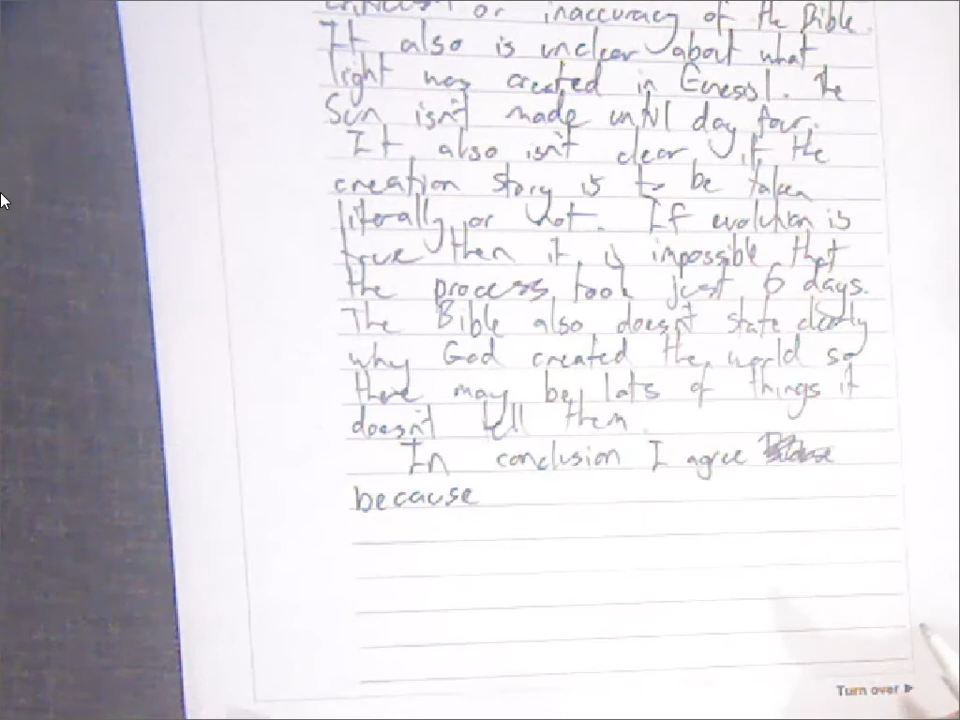 criticism or inaccuracy of the Bible.
It also is unclear about what
light was created in Genesis 1. The
Sun isn't made until day four.
It also isn't clear if the
creation story is to be taken
literally or not. If evolution is
true then it is impossible that
the process took just 6 days.
The Bible also doesn't state clearly
why God created the world so
there may be lots of things it
doesn't tell them.
In conclusion I agree
because
Turn over ▶